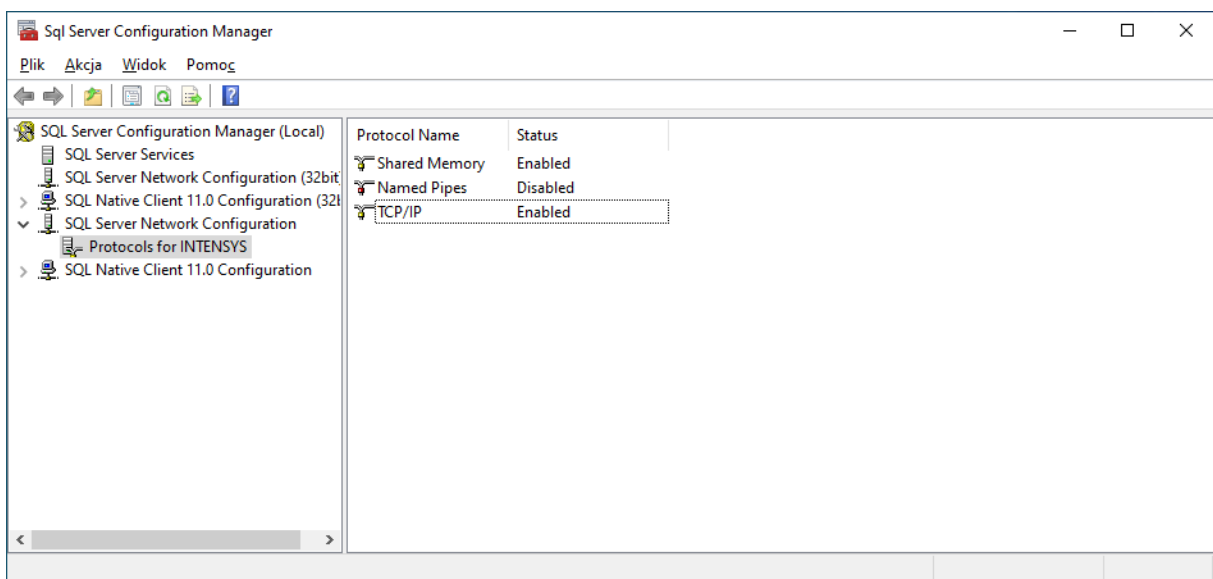 Sql Server Configuration Manager
Plik Akcja Widok Pomoc
SQL Server Configuration Manager (Local)
SQL Server Services
SQL Server Network Configuration (32bit
SQL Native Client 11.0 Configuration (32b
SQL Server Network Configuration
Protocols for INTENSYS
SQL Native Client 11.0 Configuration
Protocol Name Status
Shared Memory Enabled
Named Pipes Disabled
TCP/IP Enabled